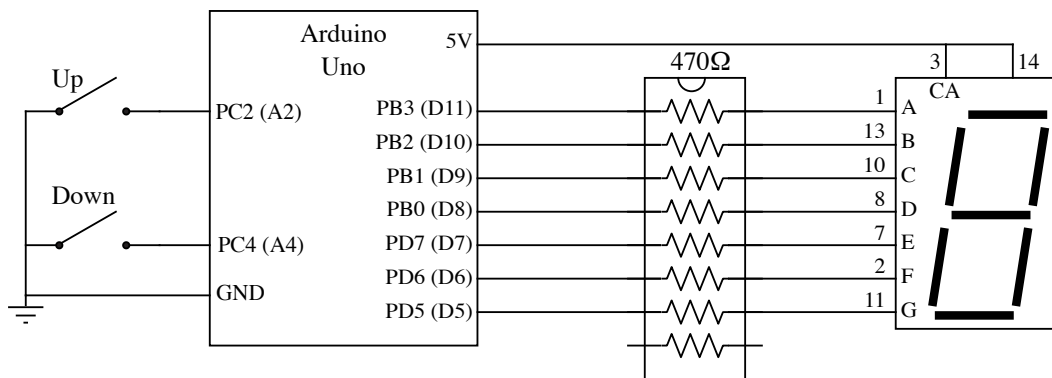 Arduino
Uno
5V
470Ω
3
14
Up
CA
PC2 (A2)
PB3 (D11)
1
A
PB2 (D10)
13
B
PB1 (D9)
10
C
Down
PB0 (D8)
8
D
PC4 (A4)
PD7 (D7)
7
E
PD6 (D6)
2
F
GND
PD5 (D5)
11
G